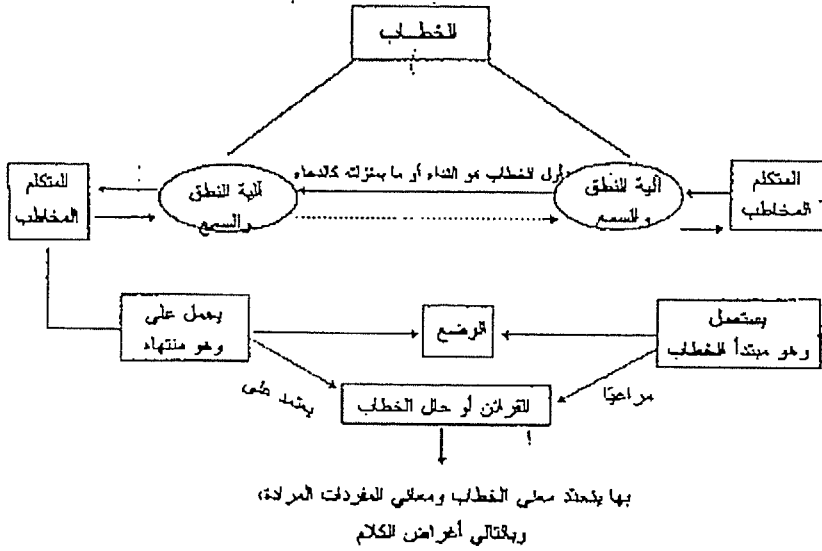 الخطاب
أول الخطاب هو النداء أو ما بمنزلته كالدعاء
المتكلم
المخاطب
آلية النطق
والسمع
آلية النطق
والسمع
المتكلم
المخاطب
يستعمل
وهو مبتدأ الخطاب
الوضع
يحمل على
وهو منتهاه
مراعيًا
القرائن أو حال الخطاب
يعتمد على
بها يتحدد معنى الخطاب ومعاني المفردات المرادة،
وبالتالي أغراض الكلام